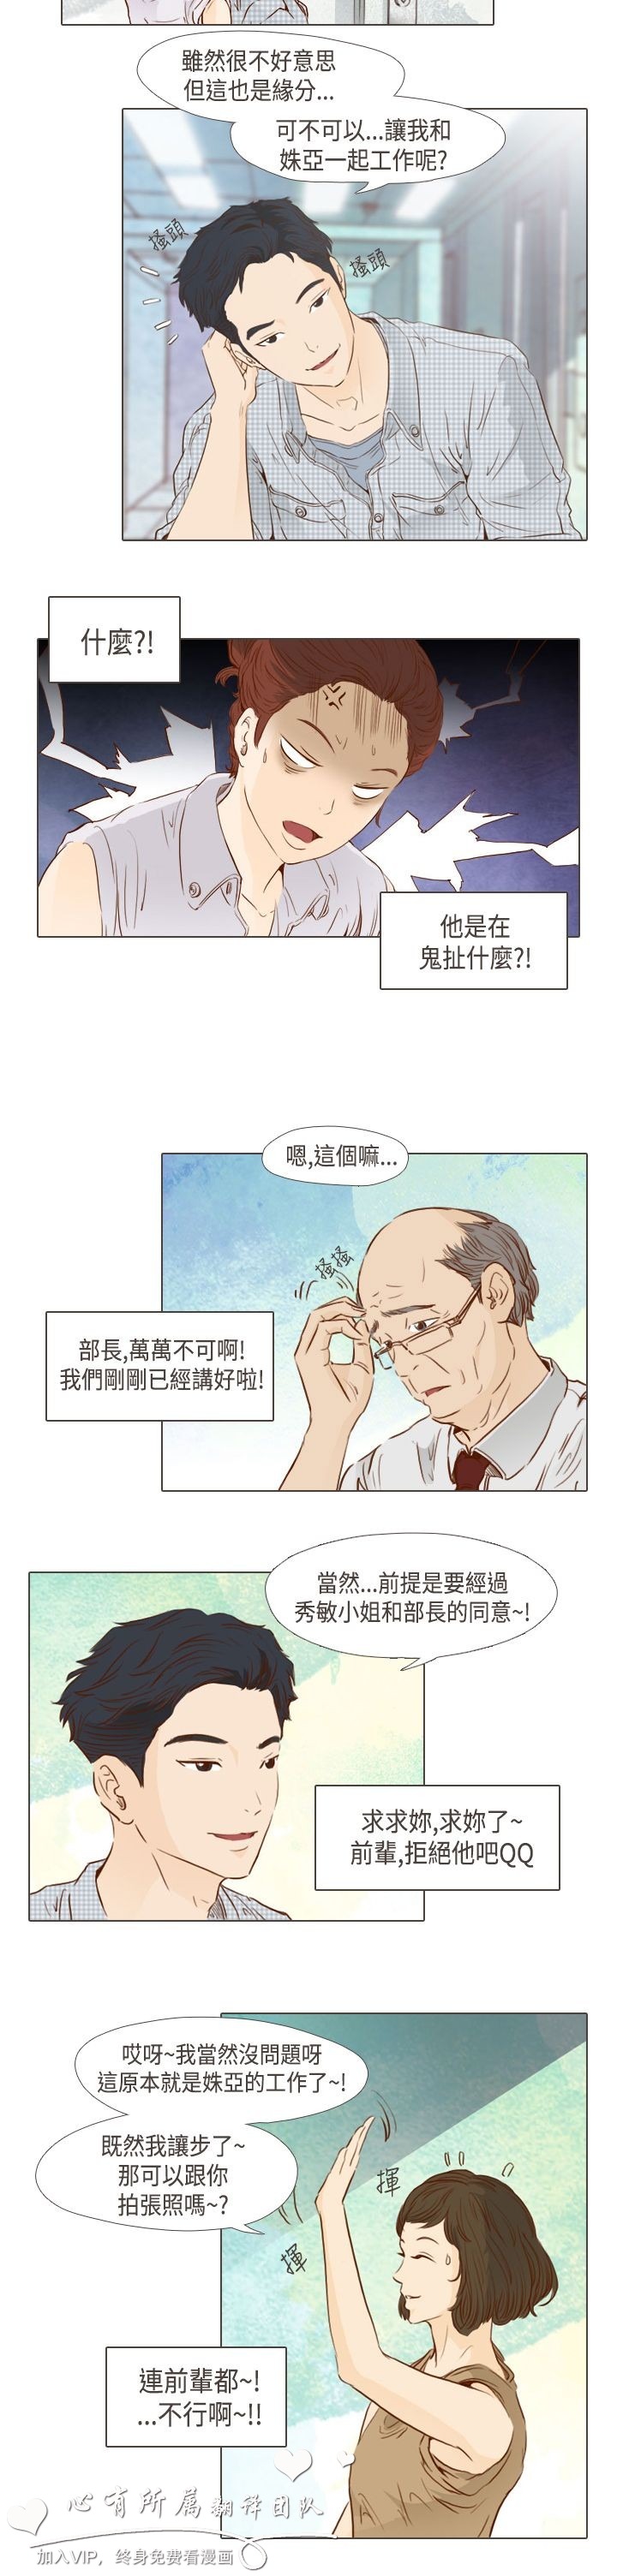 雖然很不好意思
但這也是緣分...
可不可以...讓我和
姝亞一起工作呢?
搔頭
搔頭
什麼?!
他是在
鬼扯什麼?!
嗯,這個嘛...
搔搔
部長,萬萬不可啊!
我們剛剛已經講好啦!
當然...前提是要經過
秀敏小姐和部長的同意~!
求求妳,求妳了~
前輩,拒絕他吧QQ
哎呀~我當然沒問題呀
這原本就是姝亞的工作了~!
既然我讓步了~
那可以跟你
拍張照嗎~?
揮
揮
連前輩都~!
...不行啊~!!
心有所属翻译团队
加入VIP，终身免费看漫画